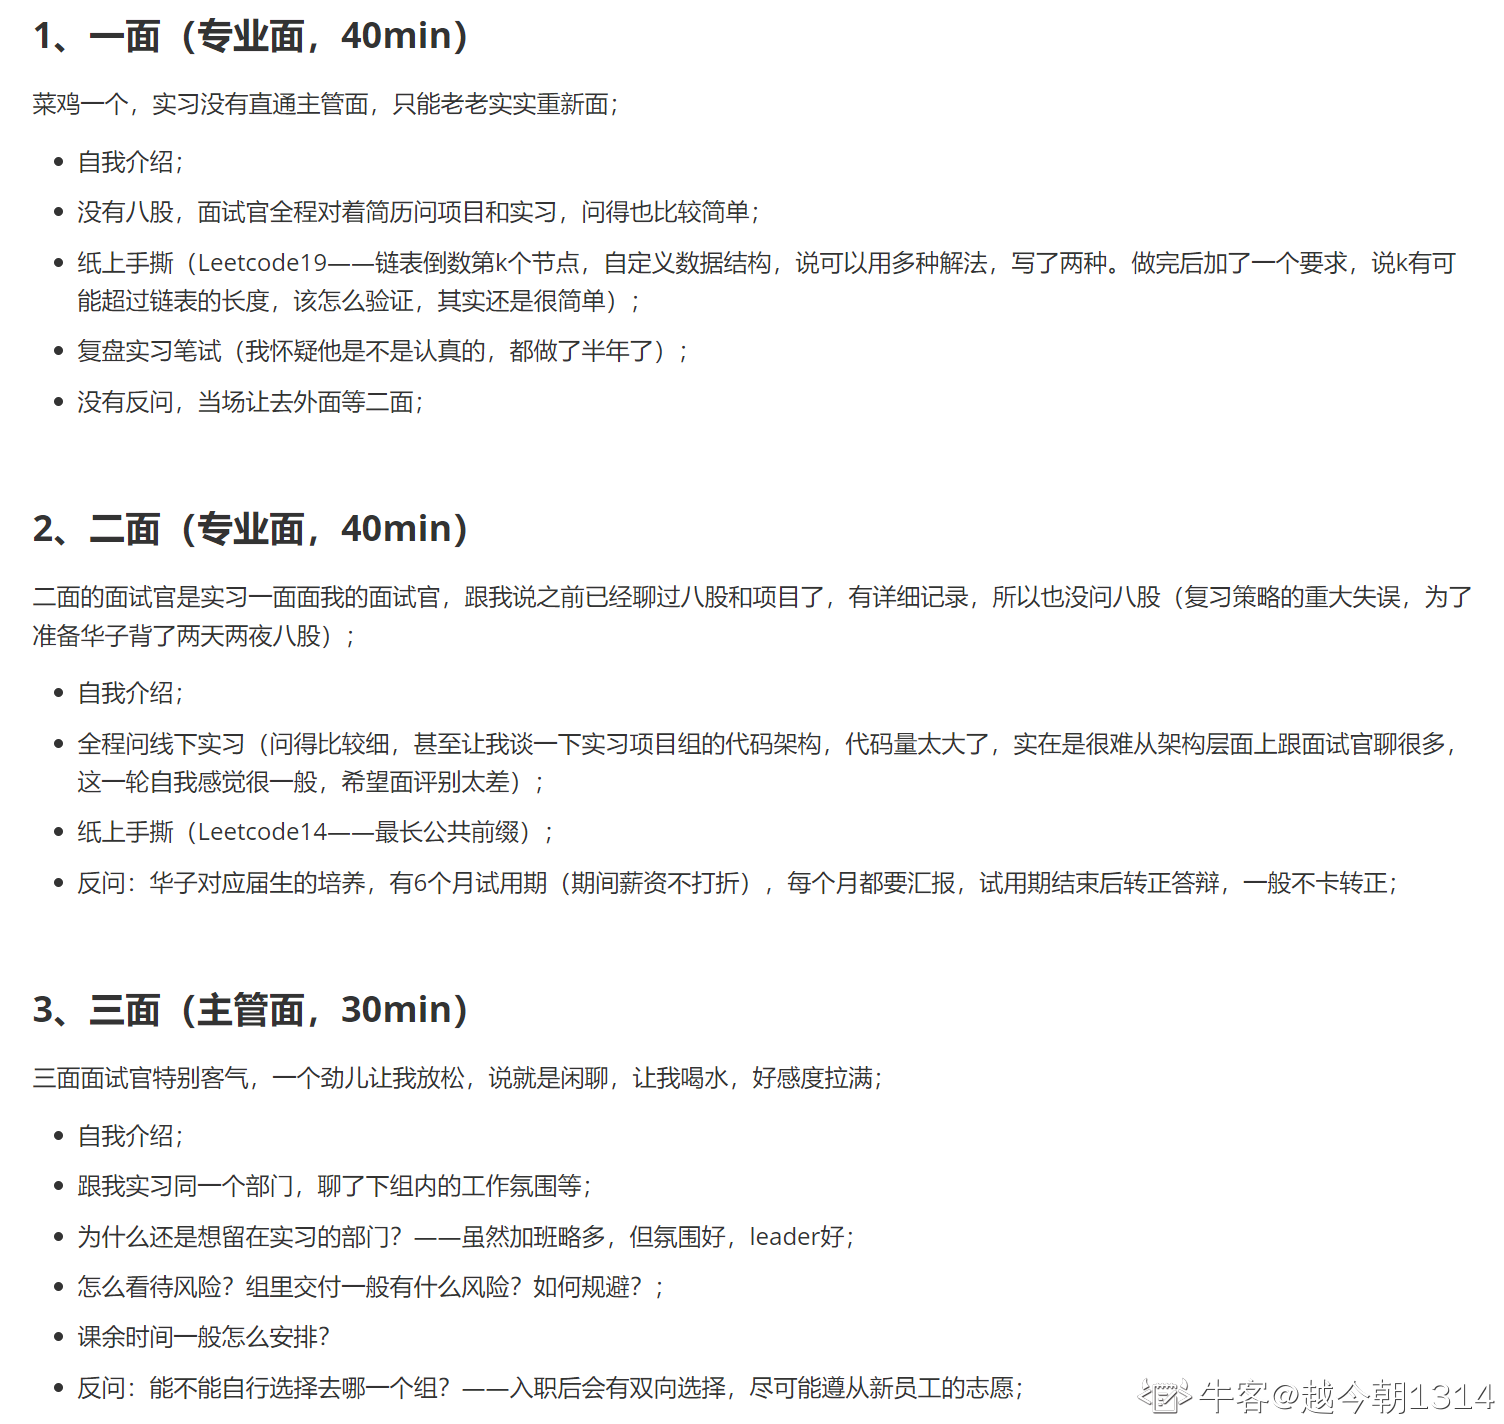 1、一面（专业面，40min）
菜鸡一个，实习没有直通主管面，只能老老实实重新面；
自我介绍；
没有八股，面试官全程对着简历问项目和实习，问得也比较简单；
纸上手撕（Leetcode19——链表倒数第k个节点，自定义数据结构，说可以用多种解法，写了两种。做完后加了一个要求，说k有可
能超过链表的长度，该怎么验证，其实还是很简单）；
复盘实习笔试（我怀疑他是不是认真的，都做了半年了）；
没有反问，当场让去外面等二面；
2、二面（专业面，40min）
二面的面试官是实习一面面我的面试官，跟我说之前已经聊过八股和项目了，有详细记录，所以也没问八股（复习策略的重大失误，为了
准备华子背了两天两夜八股）；
自我介绍；
全程问线下实习（问得比较细，甚至让我谈一下实习项目组的代码架构，代码量太大了，实在是很难从架构层面上跟面试官聊很多，
这一轮自我感觉很一般，希望面评别太差）；
纸上手撕（Leetcode14——最长公共前缀）；
反问：华子对应届生的培养，有6个月试用期（期间薪资不打折），每个月都要汇报，试用期结束后转正答辩，一般不卡转正；
3、三面（主管面，30min）
三面面试官特别客气，一个劲儿让我放松，说就是闲聊，让我喝水，好感度拉满；
自我介绍；
跟我实习同一个部门，聊了下组内的工作氛围等；
为什么还是想留在实习的部门？——虽然加班略多，但氛围好，leader好；
怎么看待风险？组里交付一般有什么风险？如何规避？；
课余时间一般怎么安排？
反问：能不能自行选择去哪一个组？——入职后会有双向选择，尽可能遵从新员工的志愿；
牛客@越今朝1314